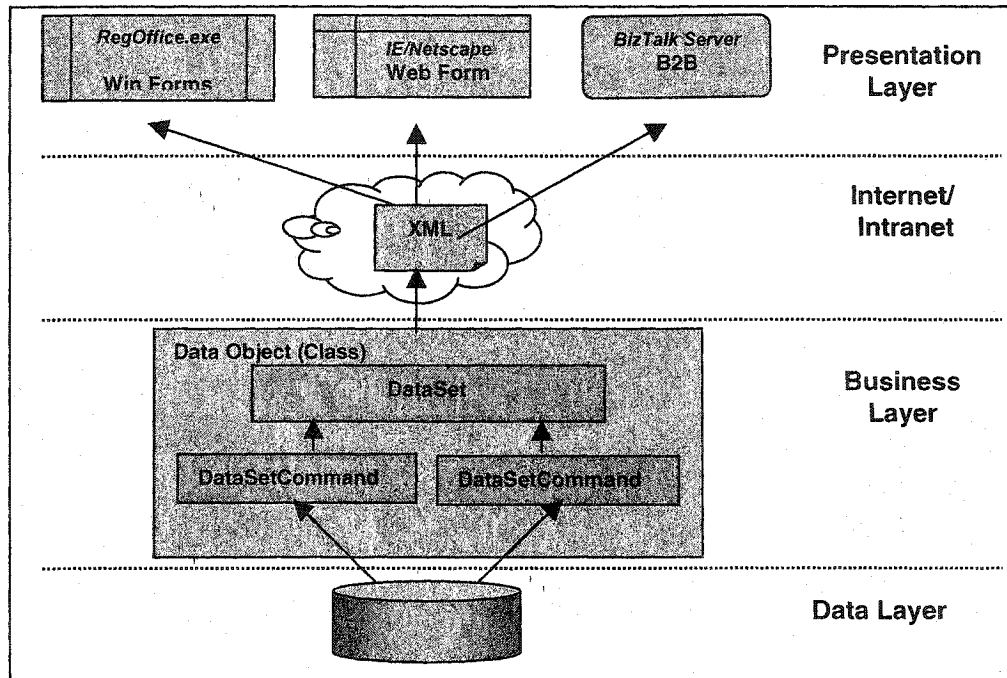 RegOffice.exe
Win Forms
IE/Netscape
Web Form
BizTalk Server
B2B
Presentation
Layer
XML
Internet/
Intranet
Data Object (Class)
DataSet
Business
Layer
DataSetCommand
DataSetCommand
Data Layer